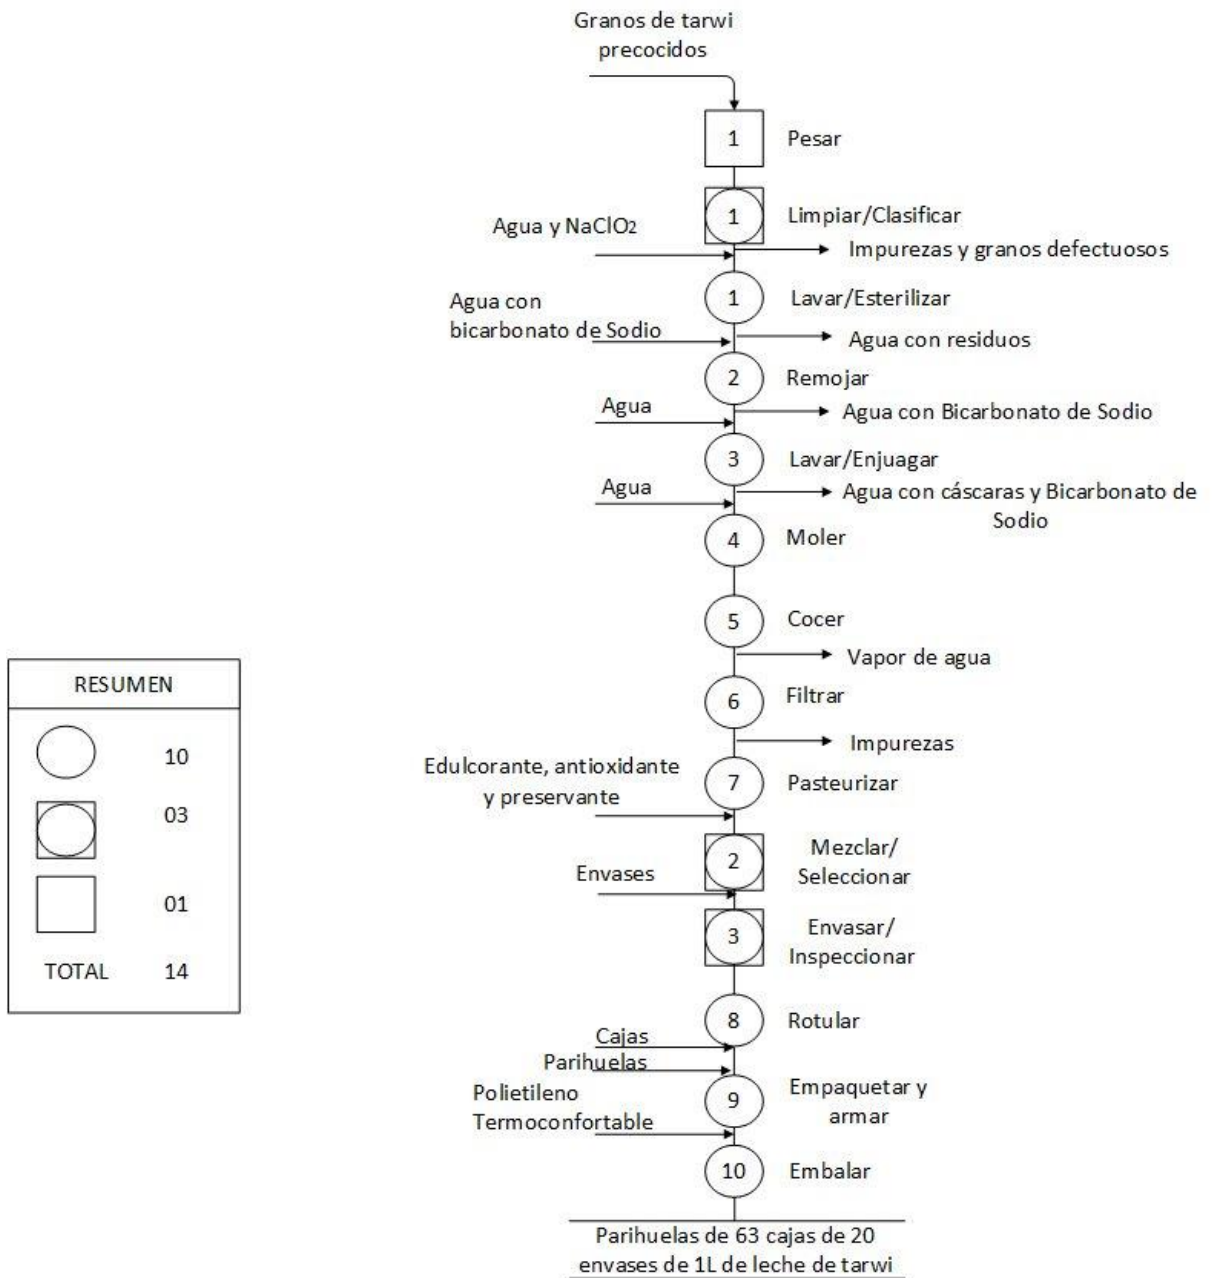 Granos de tarwi
precocidos
1
Pesar
1
Limpiar/Clasificar
Agua y NaClO2
Impurezas y granos defectuosos
1
Lavar/Esterilizar
Agua con
bicarbonato de Sodio
Agua con residuos
2
Remojar
Agua
Agua con Bicarbonato de Sodio
3
Lavar/Enjuagar
Agua
Agua con cáscaras y Bicarbonato de
Sodio
4
Moler
5
Cocer
Vapor de agua
6
Filtrar
Impurezas
Edulcorante, antioxidante
y preservante
7
Pasteurizar
2
Mezclar/
Seleccionar
Envases
3
Envasar/
Inspeccionar
8
Rotular
Cajas
Parihuelas
Polietileno
Termoconfortable
9
Empaquetar y
armar
10
Embalar
Parihuelas de 63 cajas de 20
envases de 1L de leche de tarwi
RESUMEN
10
03
01
TOTAL 14